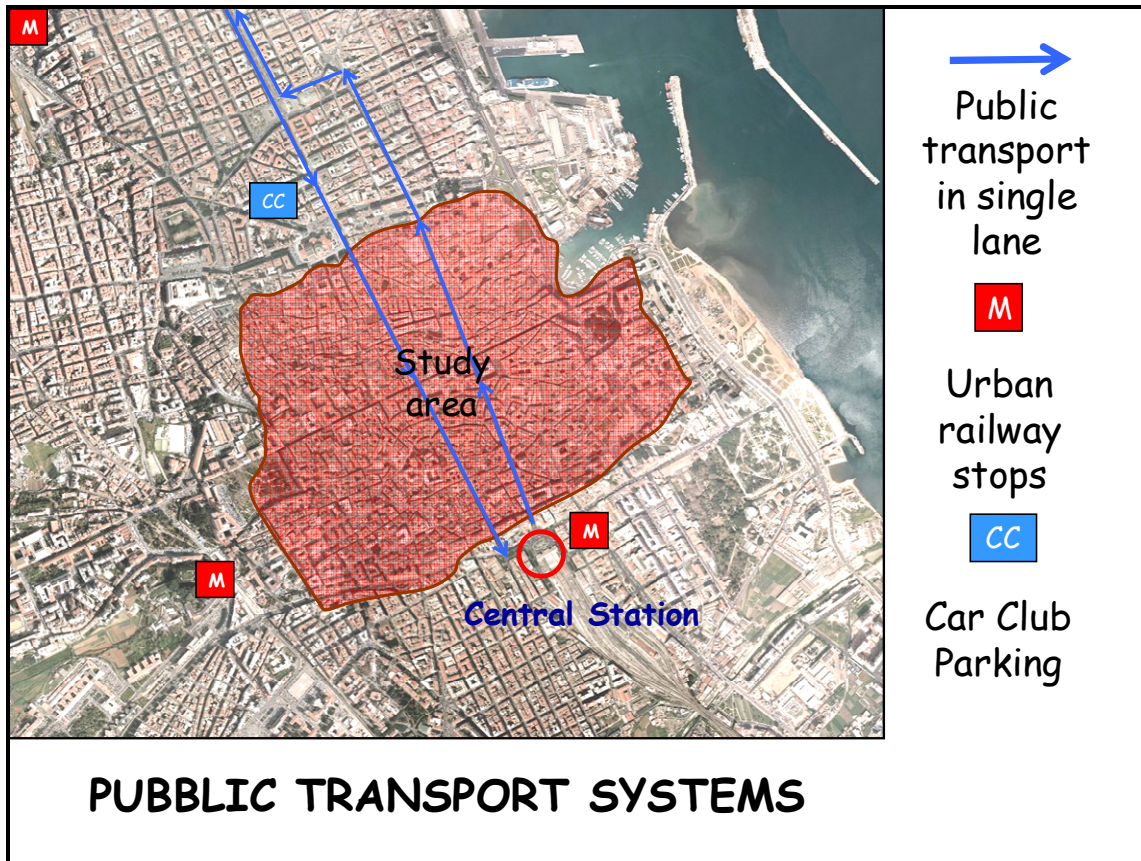 M
CC
Study
area
M
M
Central Station
Public
transport
in single
lane
M
Urban
railway
stops
CC
Car Club
Parking
PUBBLIC TRANSPORT SYSTEMS